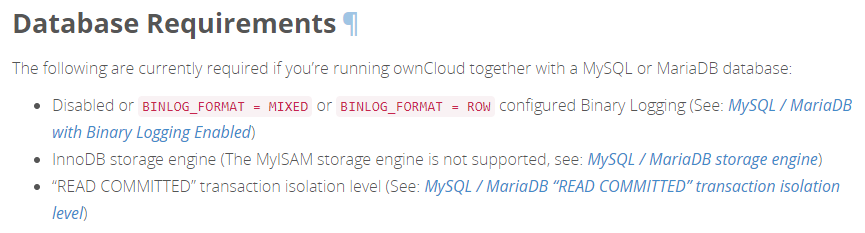 Database Requirements ¶
The following are currently required if you’re running ownCloud together with a MySQL or MariaDB database:
• Disabled or BINLOG_FORMAT = MIXED or BINLOG_FORMAT = ROW configured Binary Logging (See: MySQL / MariaDB
with Binary Logging Enabled)
• InnoDB storage engine (The MyISAM storage engine is not supported, see: MySQL / MariaDB storage engine)
• “READ COMMITTED” transaction isolation level (See: MySQL / MariaDB “READ COMMITTED” transaction isolation
level)